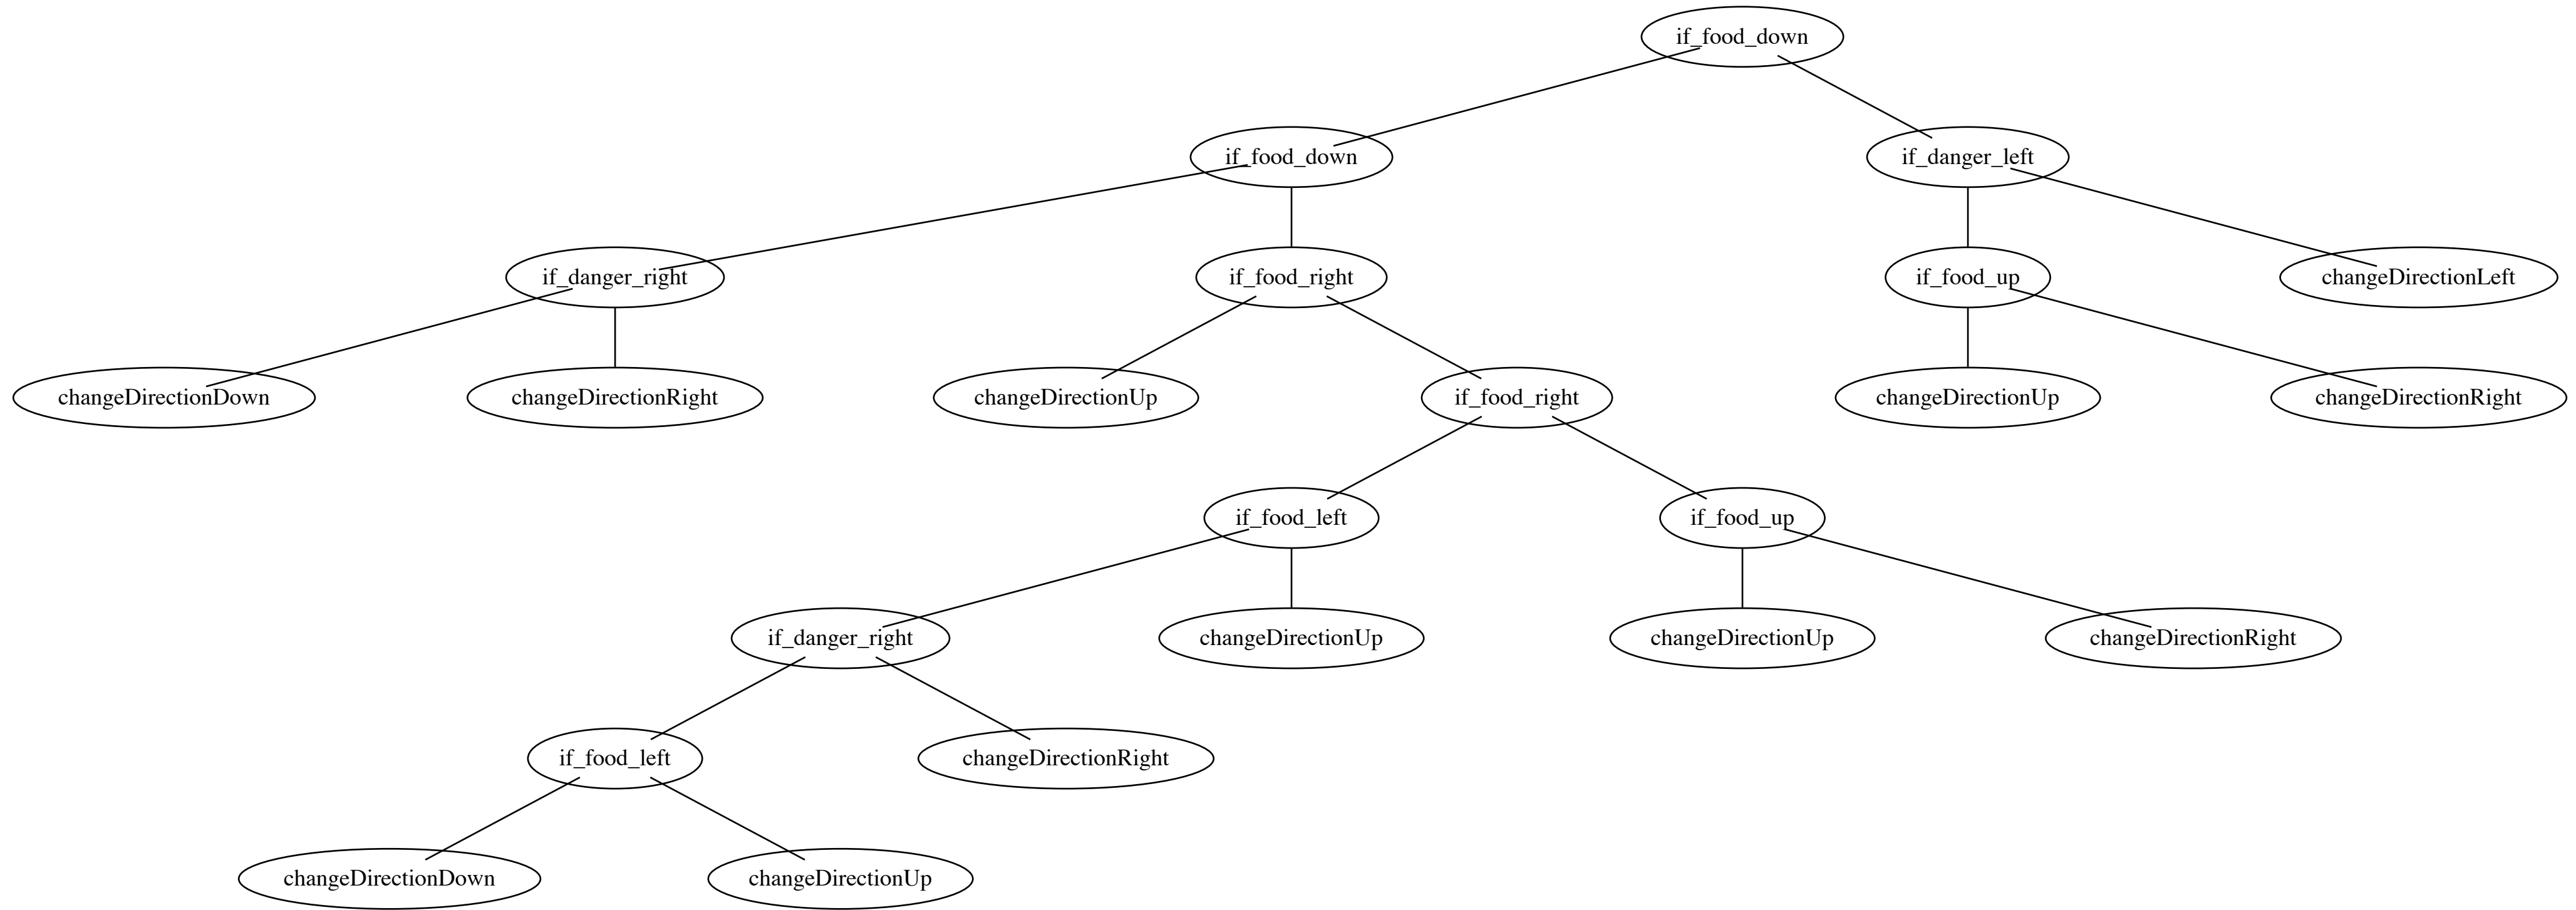 if_food_down
if_food_down
if_danger_left
if_danger_right
if_food_right
if_food_up
changeDirectionLeft
changeDirectionDown
changeDirectionRight
changeDirectionUp
if_food_right
changeDirectionUp
changeDirectionRight
if_food_left
if_food_up
if_danger_right
changeDirectionUp
changeDirectionUp
changeDirectionRight
if_food_left
changeDirectionRight
changeDirectionDown
changeDirectionUp